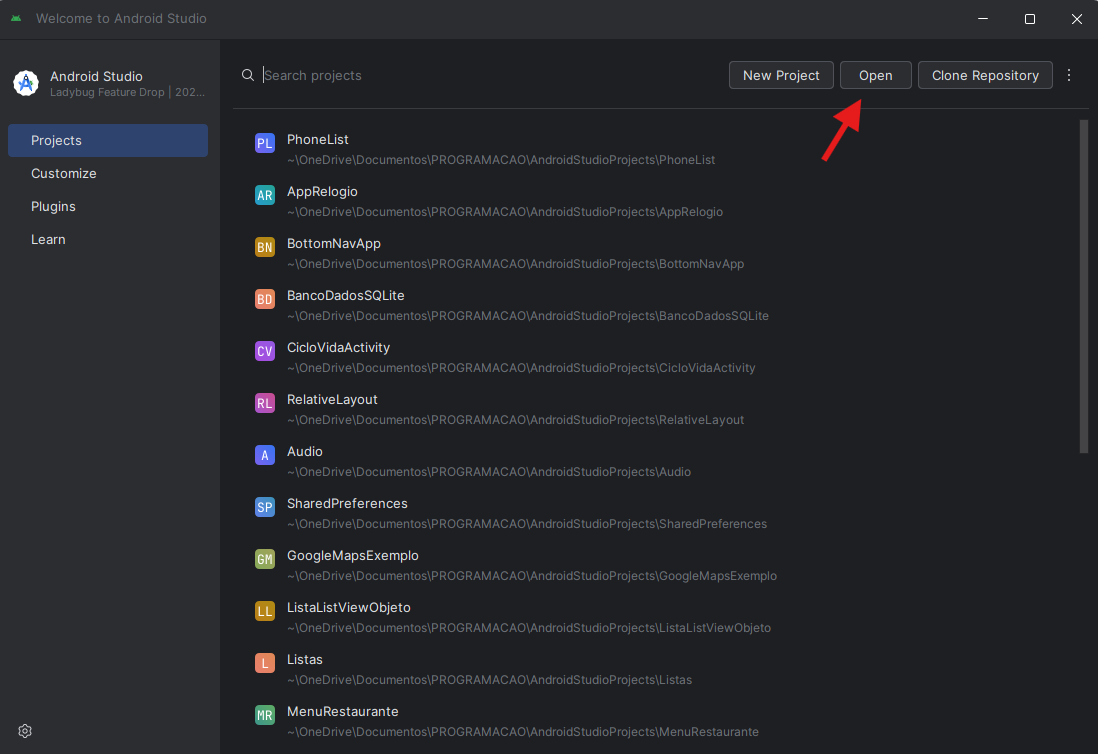 Welcome to Android Studio
Android Studio
Ladybug Feature Drop | 202...
Projects
Customize
Plugins
Learn
Search projects
New Project
Open
Clone Repository
PL
PhoneList
~\OneDrive\Documentos\PROGRAMACAO\AndroidStudioProjects\PhoneList
AR
AppRelogio
~\OneDrive\Documentos\PROGRAMACAO\AndroidStudioProjects\AppRelogio
BN
BottomNavApp
~\OneDrive\Documentos\PROGRAMACAO\AndroidStudioProjects\BottomNavApp
BD
BancoDadosSQLite
~\OneDrive\Documentos\PROGRAMACAO\AndroidStudioProjects\BancoDadosSQLite
CV
CicloVidaActivity
~\OneDrive\Documentos\PROGRAMACAO\AndroidStudioProjects\CicloVidaActivity
RL
RelativeLayout
~\OneDrive\Documentos\PROGRAMACAO\AndroidStudioProjects\RelativeLayout
A
Audio
~\OneDrive\Documentos\PROGRAMACAO\AndroidStudioProjects\Audio
SP
SharedPreferences
~\OneDrive\Documentos\PROGRAMACAO\AndroidStudioProjects\SharedPreferences
GM
GoogleMapsExemplo
~\OneDrive\Documentos\PROGRAMACAO\AndroidStudioProjects\GoogleMapsExemplo
LL
ListaListViewObjeto
~\OneDrive\Documentos\PROGRAMACAO\AndroidStudioProjects\ListaListViewObjeto
L
Listas
~\OneDrive\Documentos\PROGRAMACAO\AndroidStudioProjects\Listas
MR
MenuRestaurante
~\OneDrive\Documentos\PROGRAMACAO\AndroidStudioProjects\MenuRestaurante